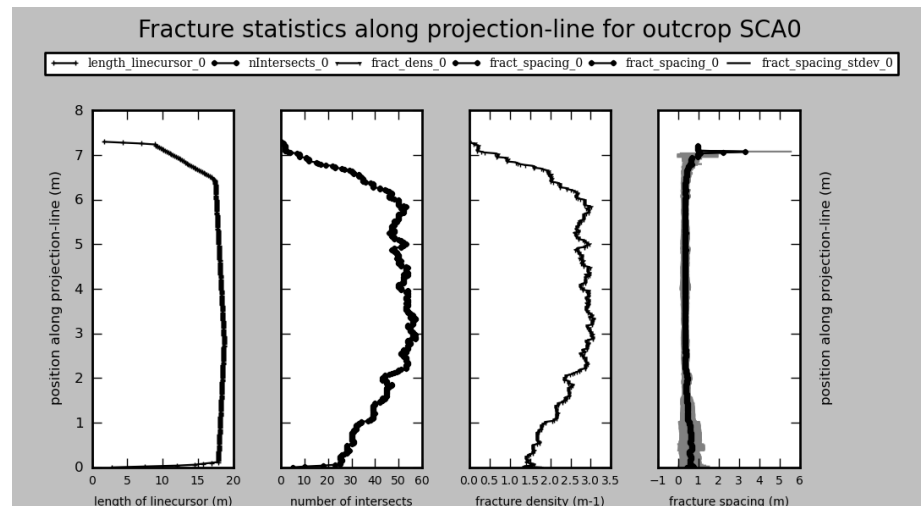 Fracture statistics along projection-line for outcrop SCA0
length_linecursor_0 nIntersects_0 fract_dens_0 fract_spacing_0 fract_spacing_0 fract_spacing_stdev_0
8
7
6
5
4
3
2
1
0
position along projection-line (m)
0 5 10 15 20
length of linecursor (m)
0 10 20 30 40 50 60
number of intersects
0.0 0.5 1.0 1.5 2.0 2.5 3.0 3.5
fracture density (m-1)
−1 0 1 2 3 4 5 6
fracture spacing (m)
position along projection-line (m)